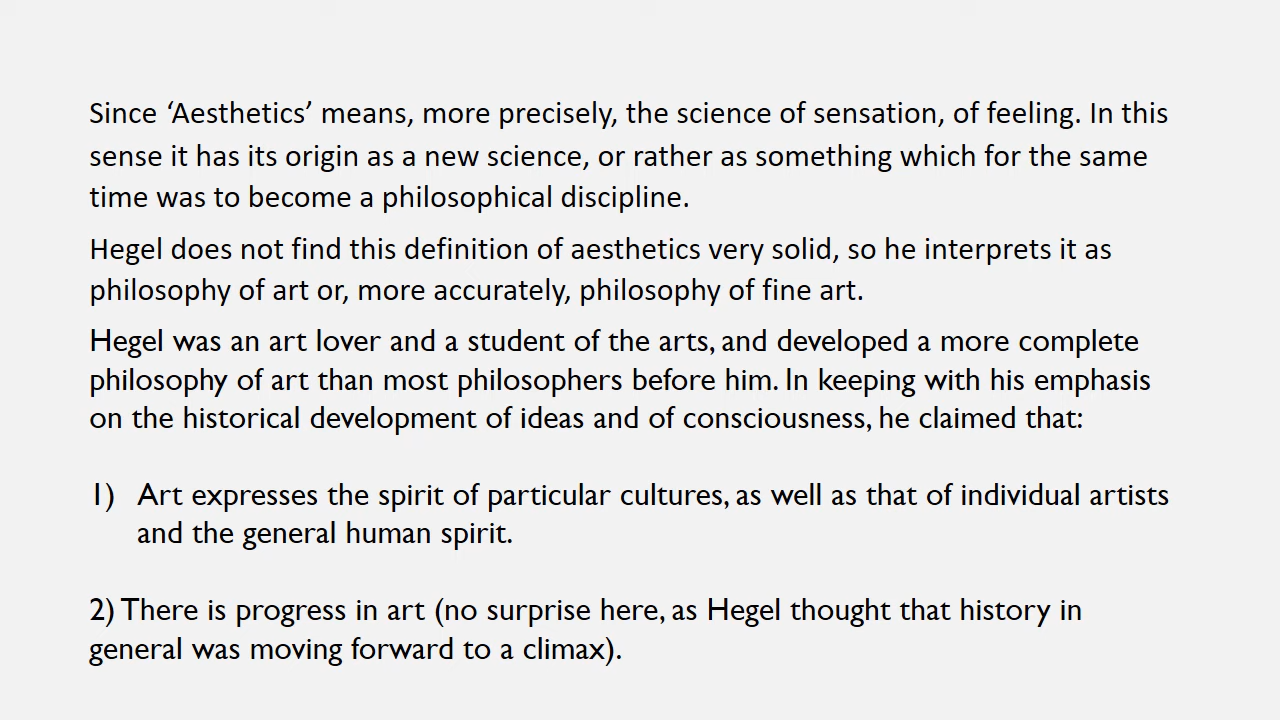 Since ‘Aesthetics’ means, more precisely, the science of sensation, of feeling. In this
sense it has its origin as a new science, or rather as something which for the same
time was to become a philosophical discipline.
Hegel does not find this definition of aesthetics very solid, so he interprets it as
philosophy of art or, more accurately, philosophy of fine art.
Hegel was an art lover and a student of the arts, and developed a more complete
philosophy of art than most philosophers before him. In keeping with his emphasis
on the historical development of ideas and of consciousness, he claimed that:
1) Art expresses the spirit of particular cultures, as well as that of individual artists
and the general human spirit.
2) There is progress in art (no surprise here, as Hegel thought that history in
general was moving forward to a climax).